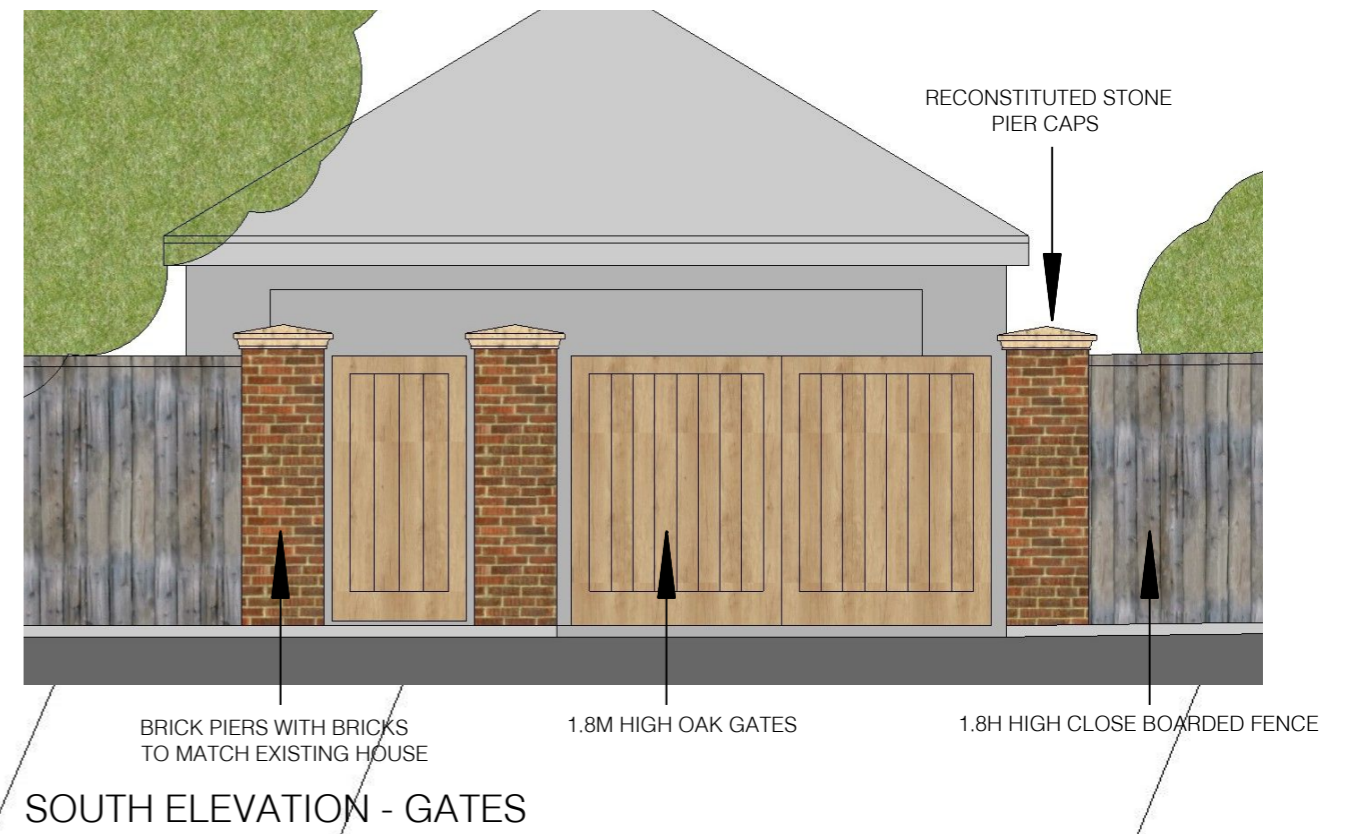 RECONSTITUTED STONE
PIER CAPS
BRICK PIERS WITH BRICKS
TO MATCH EXISTING HOUSE
1.8M HIGH OAK GATES
1.8H HIGH CLOSE BOARDED FENCE
SOUTH ELEVATION - GATES